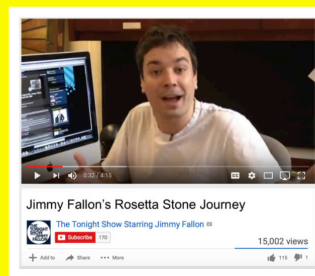 0:32 / 4:15
Jimmy Fallon's Rosetta Stone Journey
The Tonight Show Starring Jimmy Fallon
Subscribe 170
15,002 views
Add to Share More
115 1